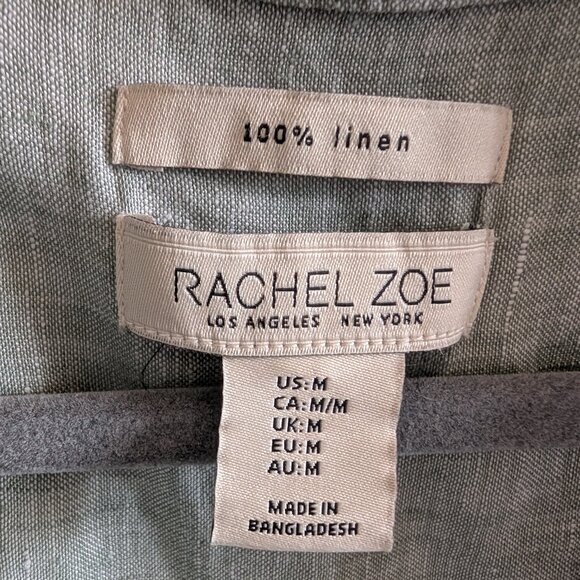 100% linen
RACHEL ZOE
LOS ANGELES NEW YORK
US:M
CA:M/M
UK:M
EU:M
AU:M
MADE IN
BANGLADESH